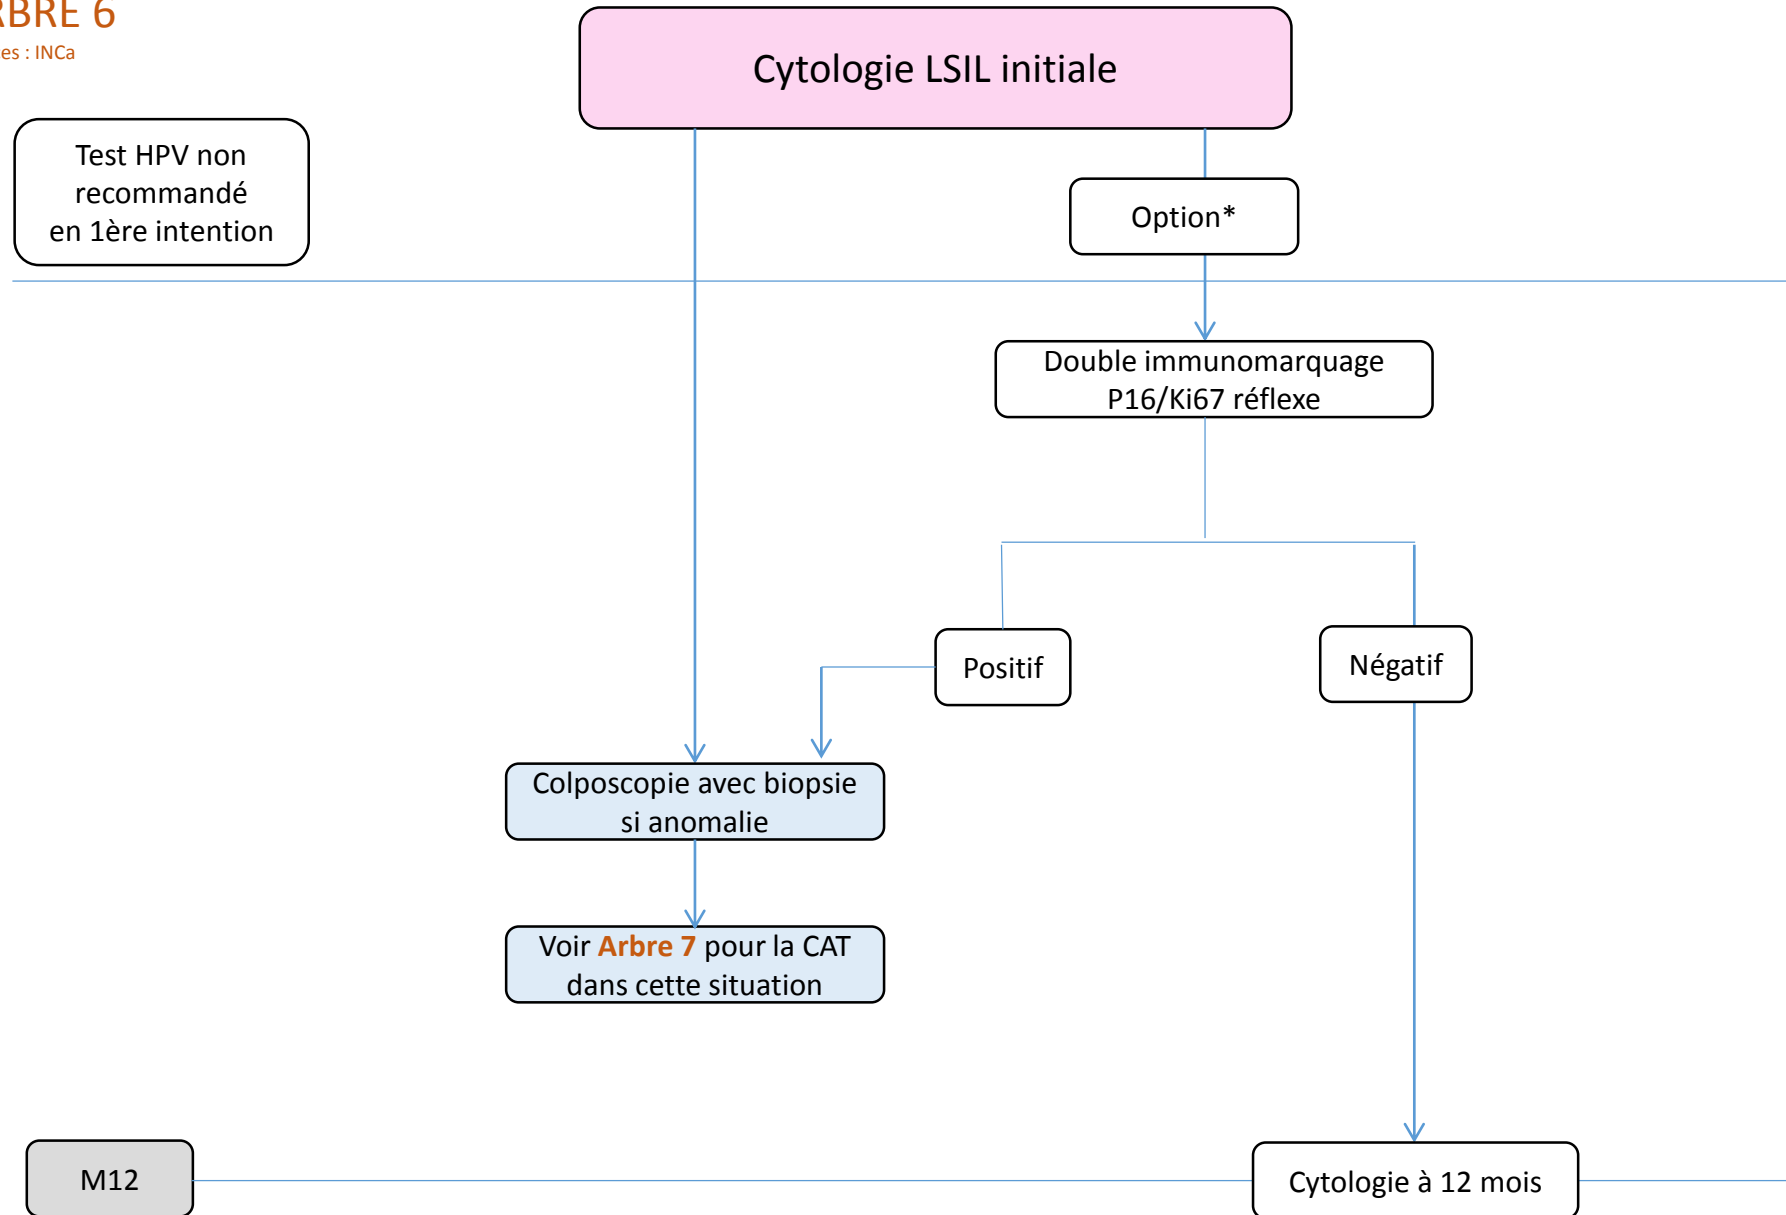 RBRE 6
es : INCa
Cytologie LSIL initiale
Test HPV non
recommandé
en 1ère intention
Option*
Double immunomarquage
P16/Ki67 réflexe
Positif
Négatif
Colposcopie avec biopsie
si anomalie
Voir Arbre 7 pour la CAT
dans cette situation
M12
Cytologie à 12 mois